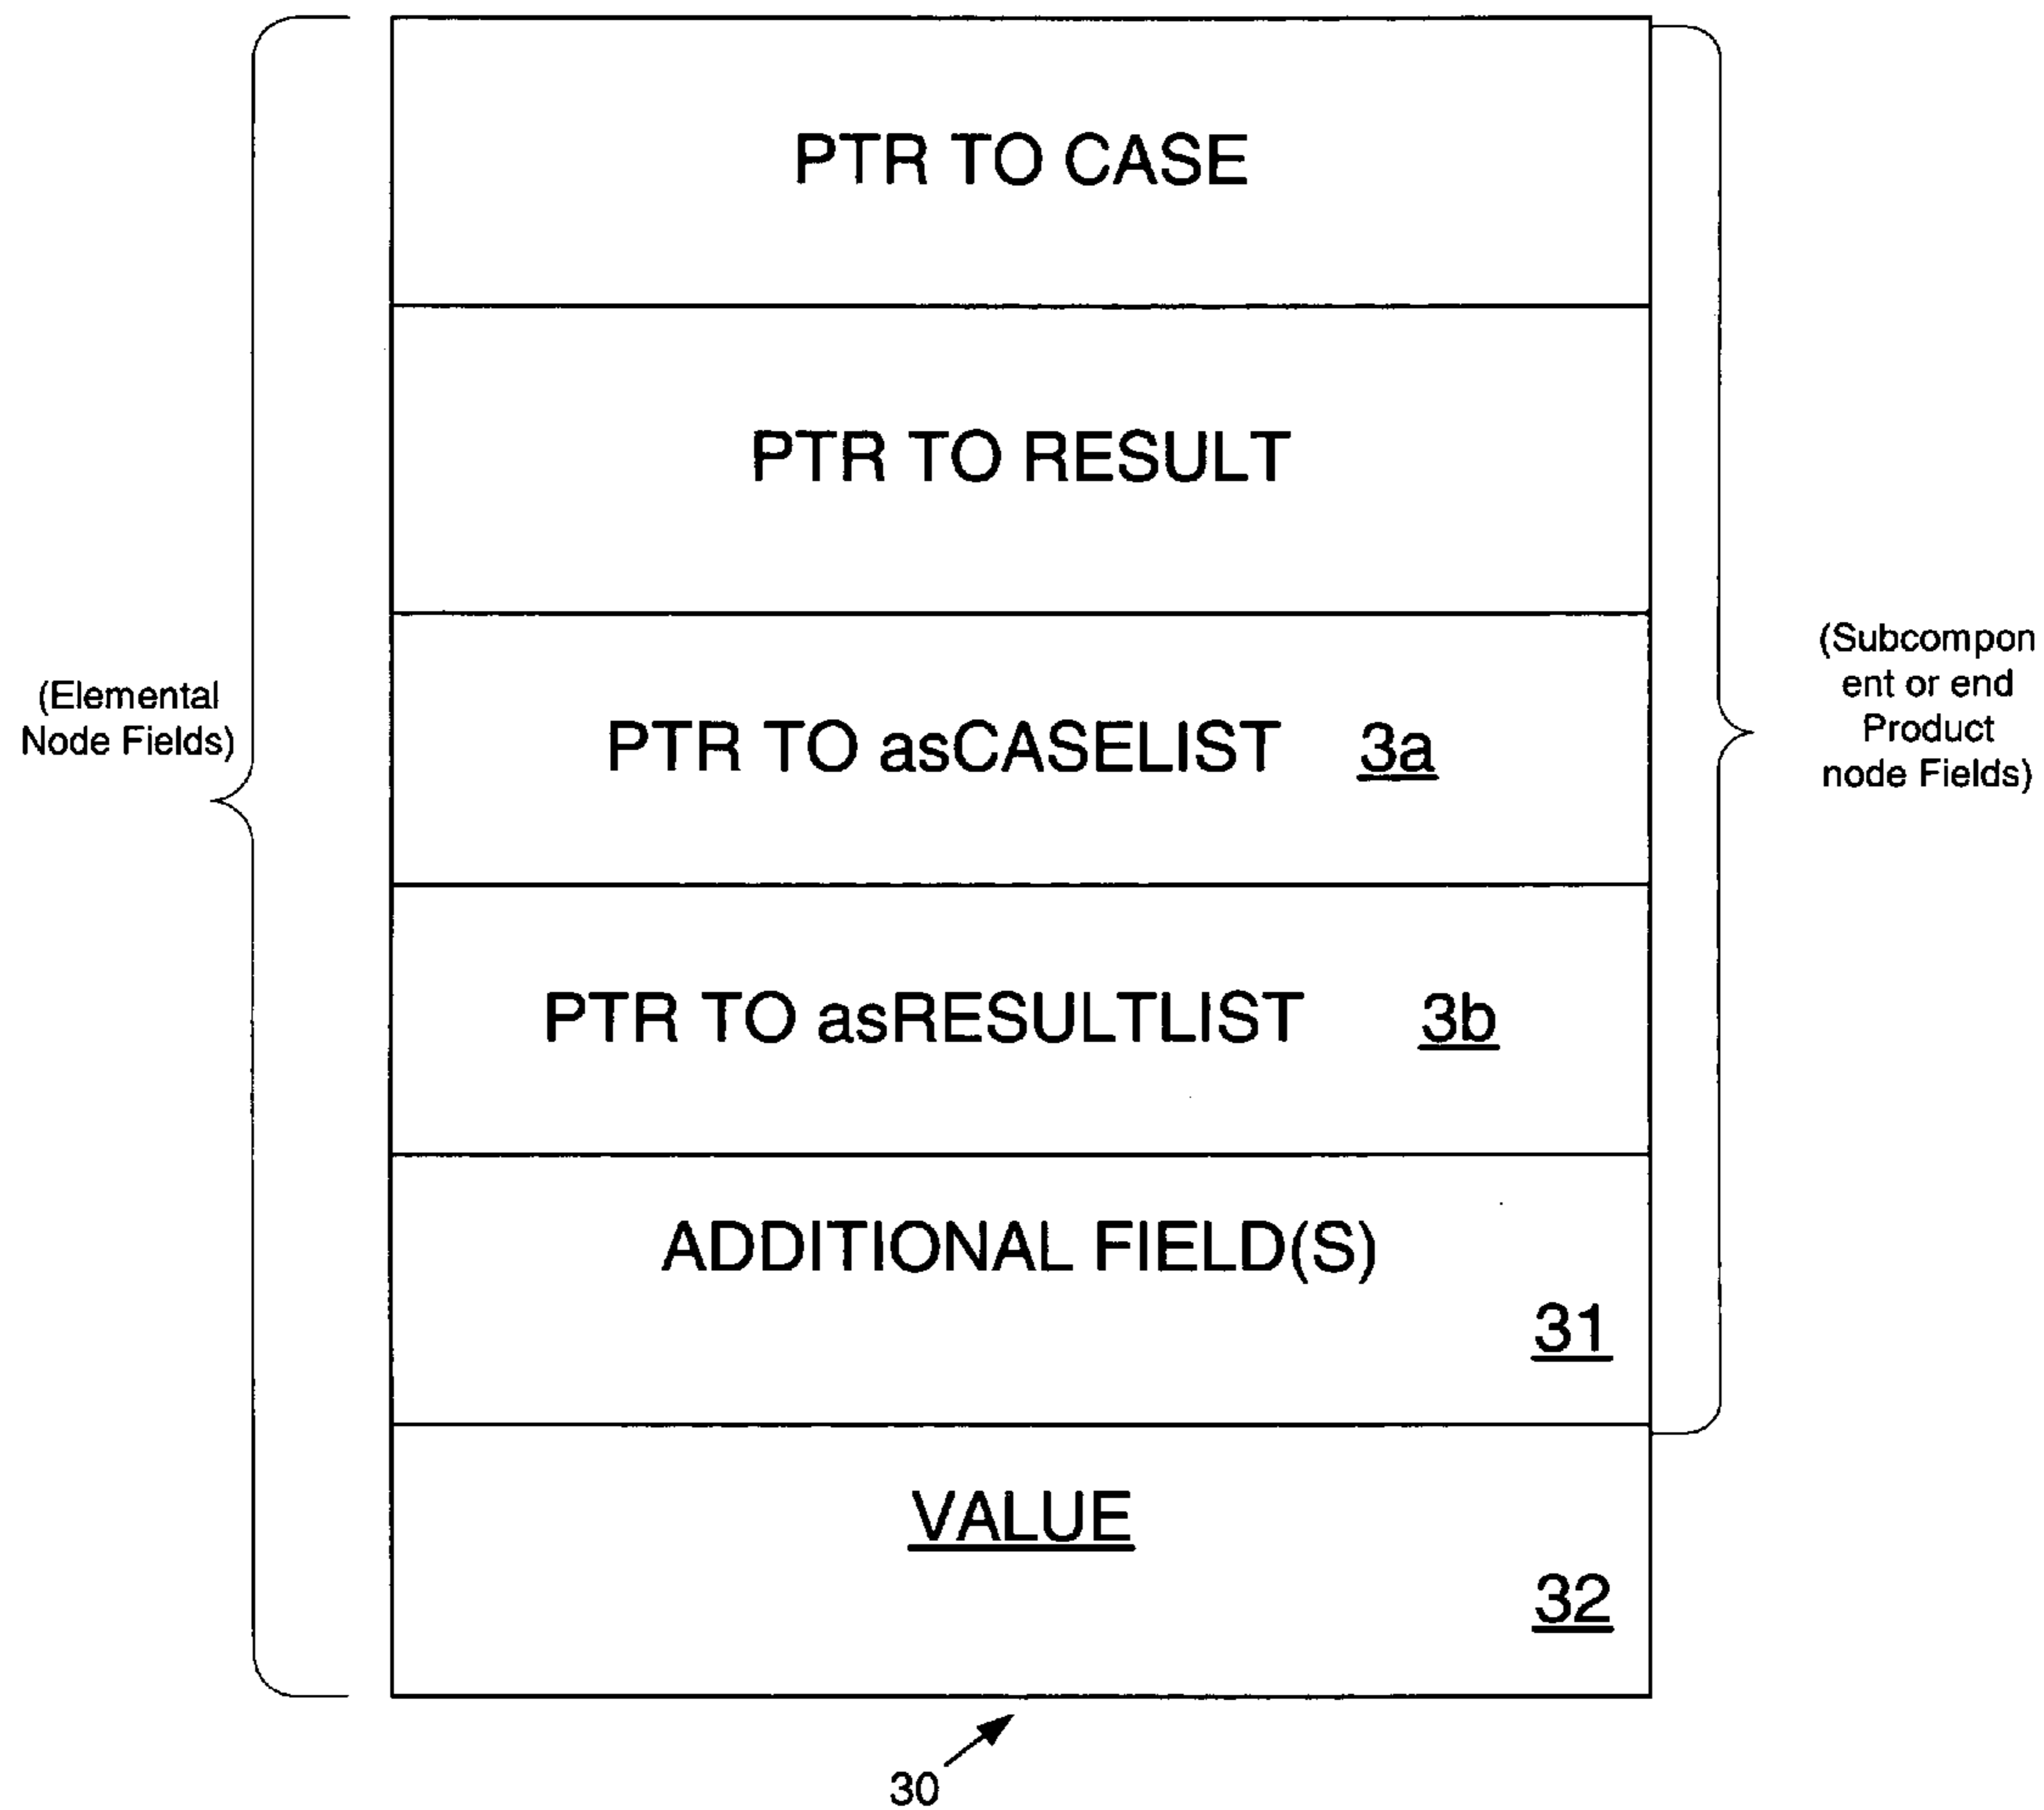 PTR TO CASE
PTR TO RESULT
(Elemental
Node Fields)
PTR TO asCASELIST 3a
(Subcompon
ent or end
Product
node Fields)
PTR TO asRESULTLIST 3b
ADDITIONAL FIELD(S)
31
VALUE
32
30